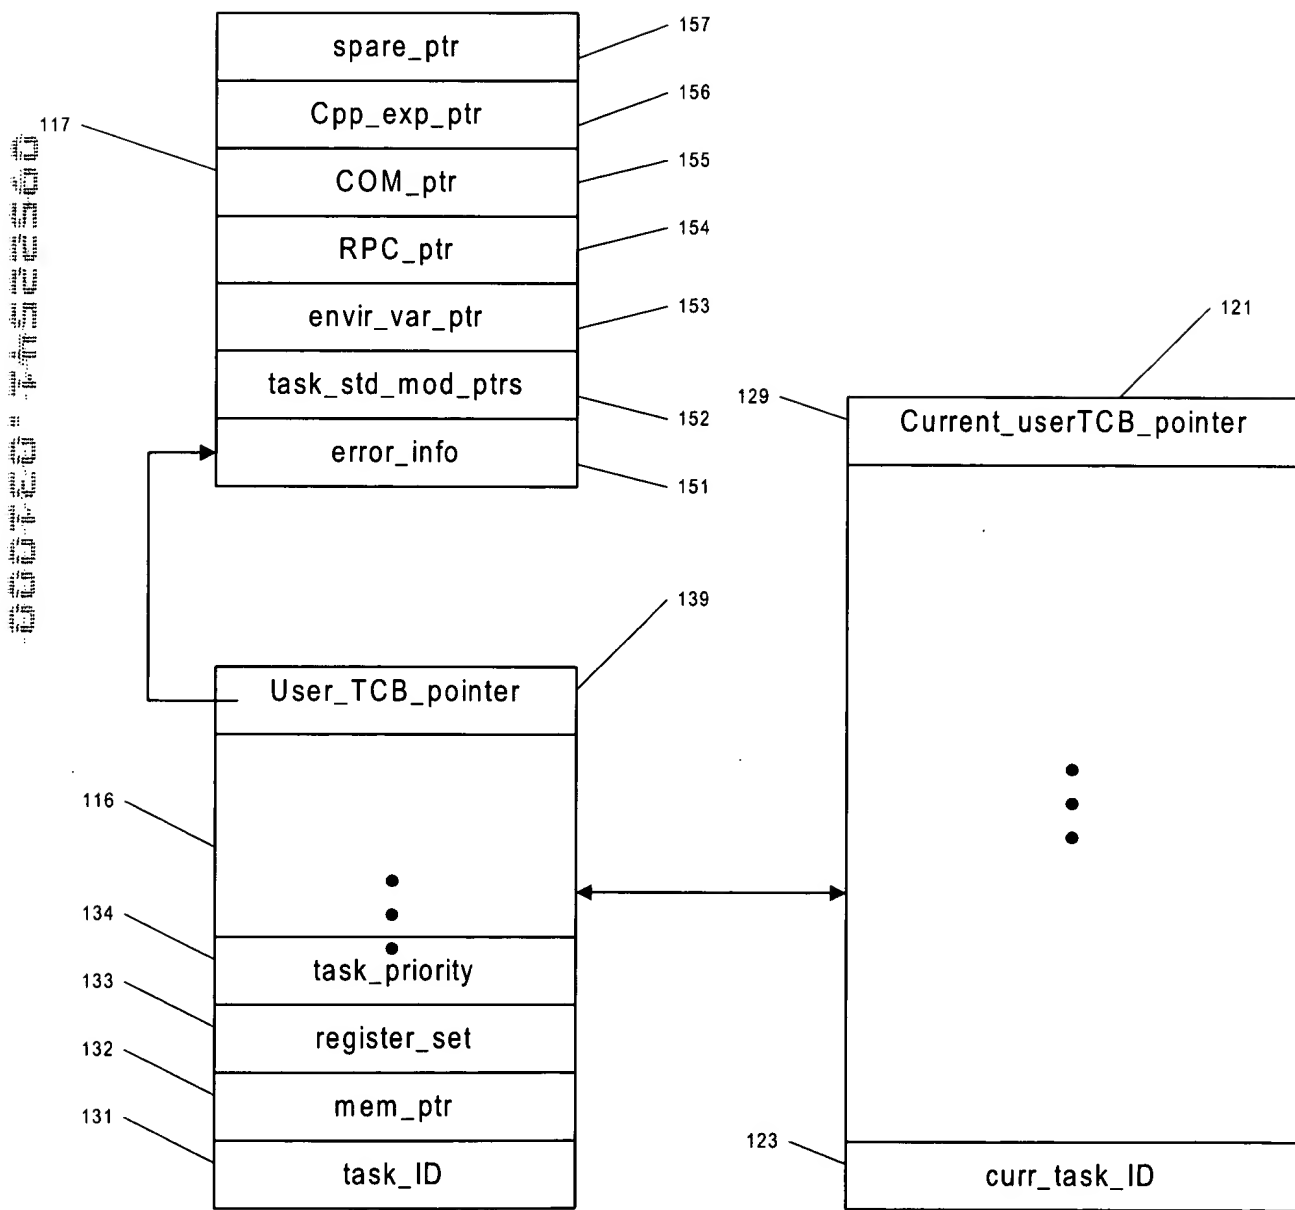 spare_ptr
157
Cpp_exp_ptr
156
117
COM_ptr
155
RPC_ptr
154
envir_var_ptr
153
task_std_mod_ptrs
152
error_info
151
121
129
Current_userTCB_pointer
139
User_TCB_pointer
116
134
task_priority
133
register_set
132
mem_ptr
131
task_ID
123
curr_task_ID